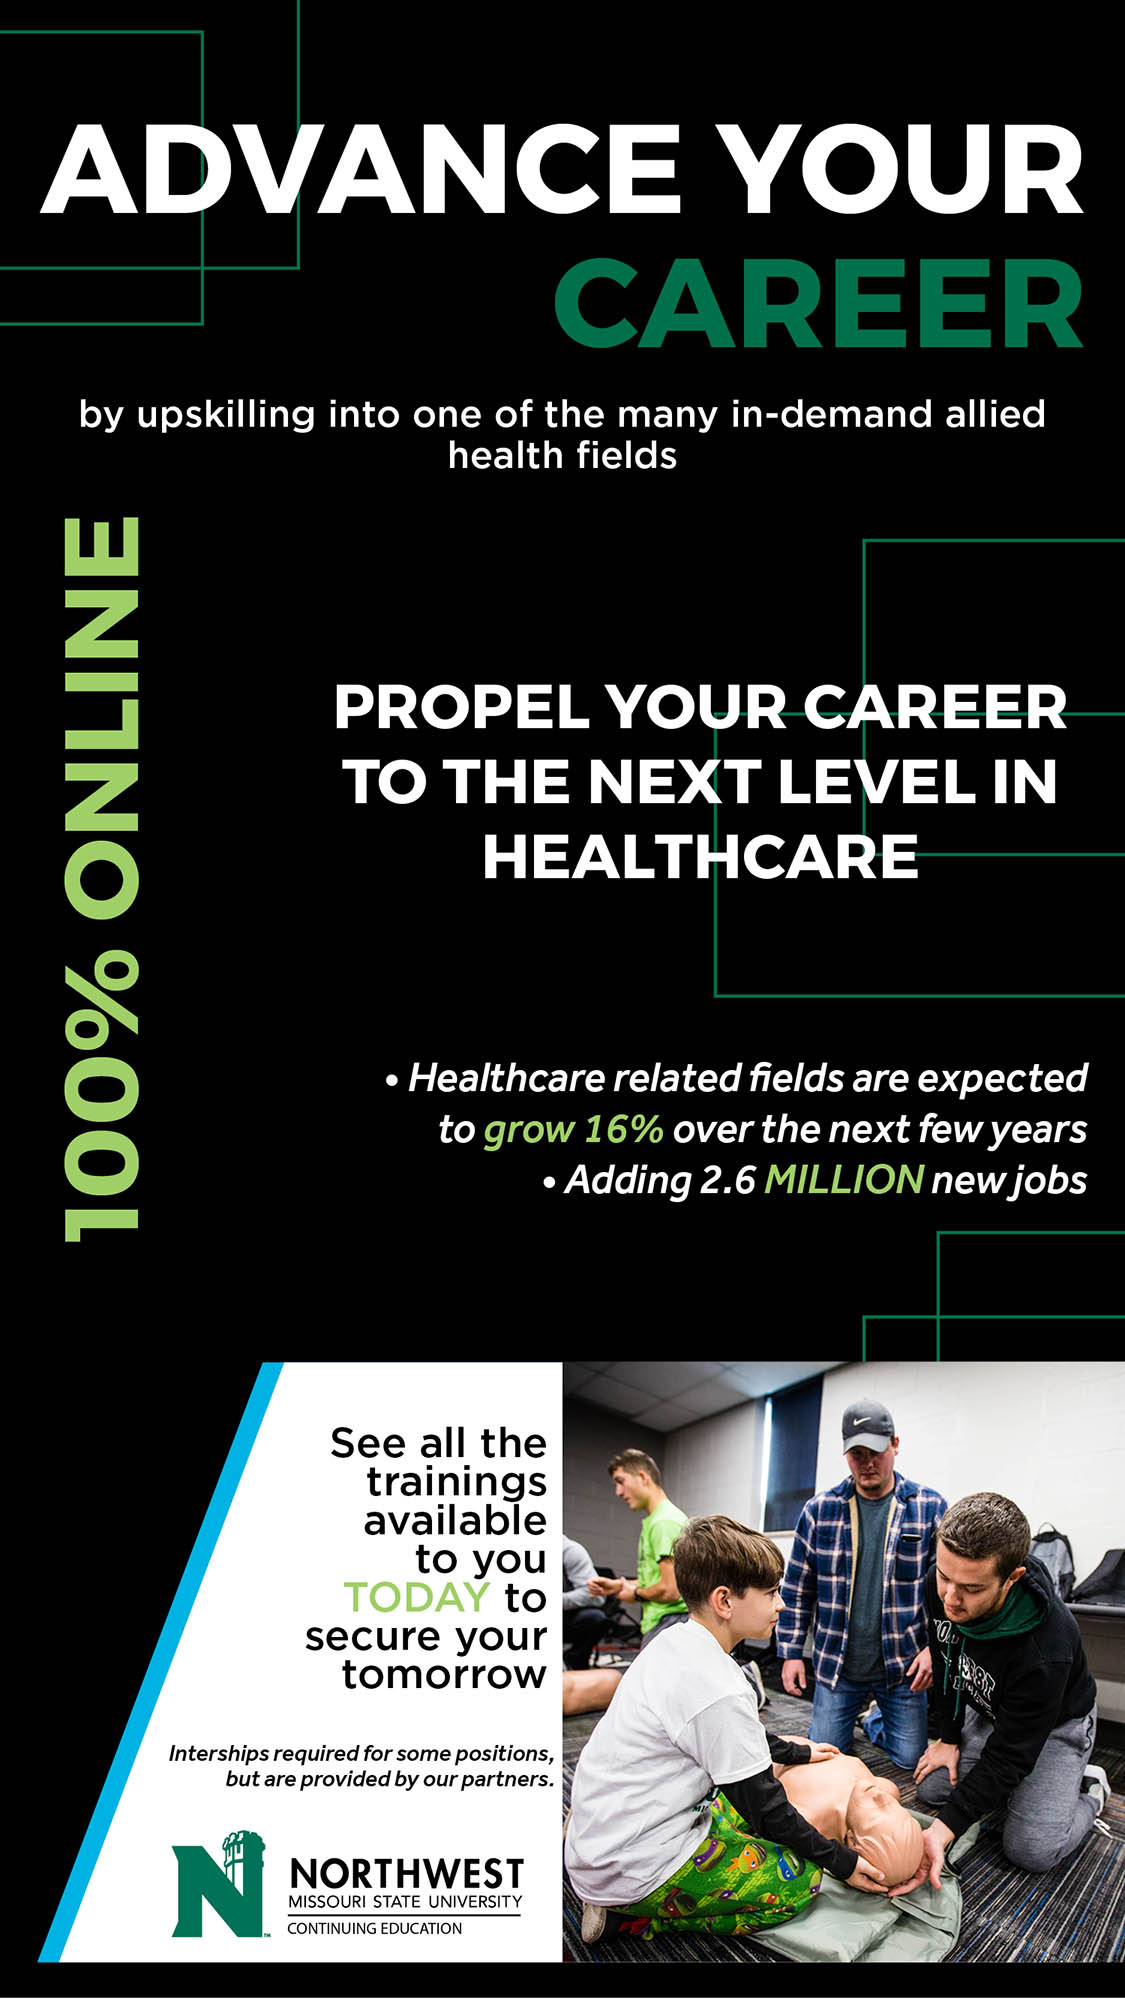 ADVANCE YOUR
CAREER
by upskilling into one of the many in-demand allied
health fields
100% ONLINE
PROPEL YOUR CAREER
TO THE NEXT LEVEL IN
HEALTHCARE
• Healthcare related fields are expected
to grow 16% over the next few years
• Adding 2.6 MILLION new jobs
See all the
trainings
available
to you
TODAY to
secure your
tomorrow
Interships required for some positions,
but are provided by our partners.
N
TM
NORTHWEST
MISSOURI STATE UNIVERSITY
CONTINUING EDUCATION